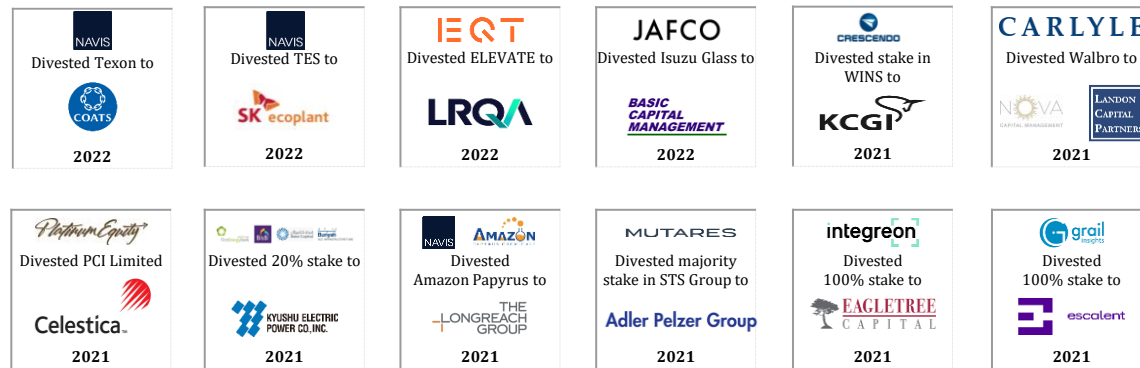 NAVIS
Divested Texon to
COATS
2022
NAVIS
Divested TES to
SK ecoplant
2022
EQT
Divested ELEVATE to
LRQA
2022
JAFCO
Divested Isuzu Glass to
BASIC
CAPITAL
MANAGEMENT
2022
CRESCENDO
Divested stake in
WINS to
KCGI
2021
CARLYLE
Divested Walbro to
NOVA
CAPITAL MANAGEMENT
LANDON
CAPITAL
PARTNERS
2021
Platinum Equity
Divested PCI Limited
Celestica
2021
Divested 20% stake to
KYUSHU ELECTRIC
POWER CO., INC.
2021
NAVIS
AMAZON
Divested
Amazon Papyrus to
THE
LONGREACH
GROUP
2021
MUTARES
Divested majority
stake in STS Group to
Adler Pelzer Group
2021
integreon
Divested
100% stake to
EAGLETREE
CAPITAL
2021
grail
insights
Divested
100% stake to
escalent
2021